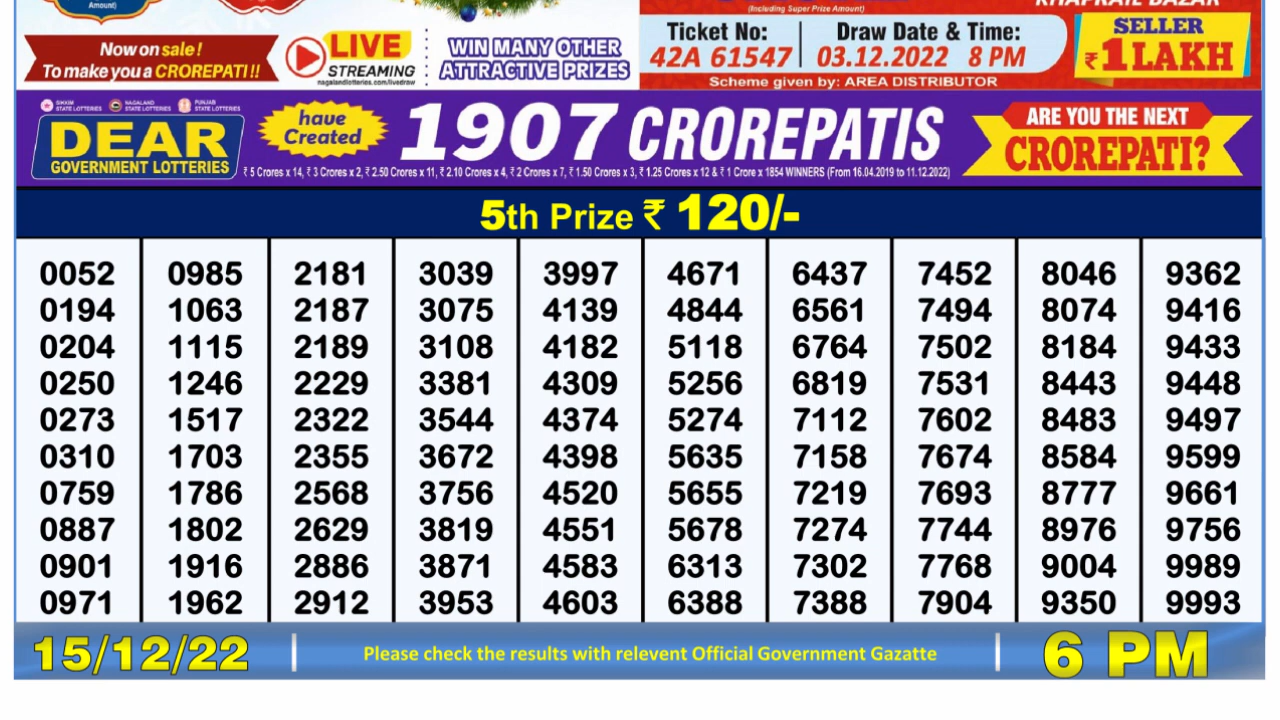 Amount)
(Including Super Prize Amount)
KHAPRAIL BAZAR
Now on sale!
To make you a CROREPATI!!
LIVE
STREAMING
nagalandlotteries.com/livedraw
WIN MANY OTHER
ATTRACTIVE PRIZES
Ticket No:
42A 61547
Draw Date & Time:
03.12.2022 8 PM
Scheme given by: AREA DISTRIBUTOR
SELLER
₹1 LAKH
SIKKIM STATE LOTTERIES
NAGALAND STATE LOTTERIES
PUNJAB STATE LOTTERIES
DEAR
GOVERNMENT LOTTERIES
have
Created
1907 CROREPATIS
₹ 5 Crores x 14, ₹ 3 Crores x 2, ₹ 2.50 Crores x 11, ₹ 2.10 Crores x 4, ₹ 2 Crores x 7, ₹ 1.50 Crores x 3, ₹ 1.25 Crores x 12 & ₹ 1 Crore x 1854 WINNERS (From 16.04.2019 to 11.12.2022)
ARE YOU THE NEXT
CROREPATI?
5th Prize ₹ 120/-
0052 0985 2181 3039 3997 4671 6437 7452 8046 9362
0194 1063 2187 3075 4139 4844 6561 7494 8074 9416
0204 1115 2189 3108 4182 5118 6764 7502 8184 9433
0250 1246 2229 3381 4309 5256 6819 7531 8443 9448
0273 1517 2322 3544 4374 5274 7112 7602 8483 9497
0310 1703 2355 3672 4398 5635 7158 7674 8584 9599
0759 1786 2568 3756 4520 5655 7219 7693 8777 9661
0887 1802 2629 3819 4551 5678 7274 7744 8976 9756
0901 1916 2886 3871 4583 6313 7302 7768 9004 9989
0971 1962 2912 3953 4603 6388 7388 7904 9350 9993
15/12/22
Please check the results with relevent Official Government Gazatte
6 PM